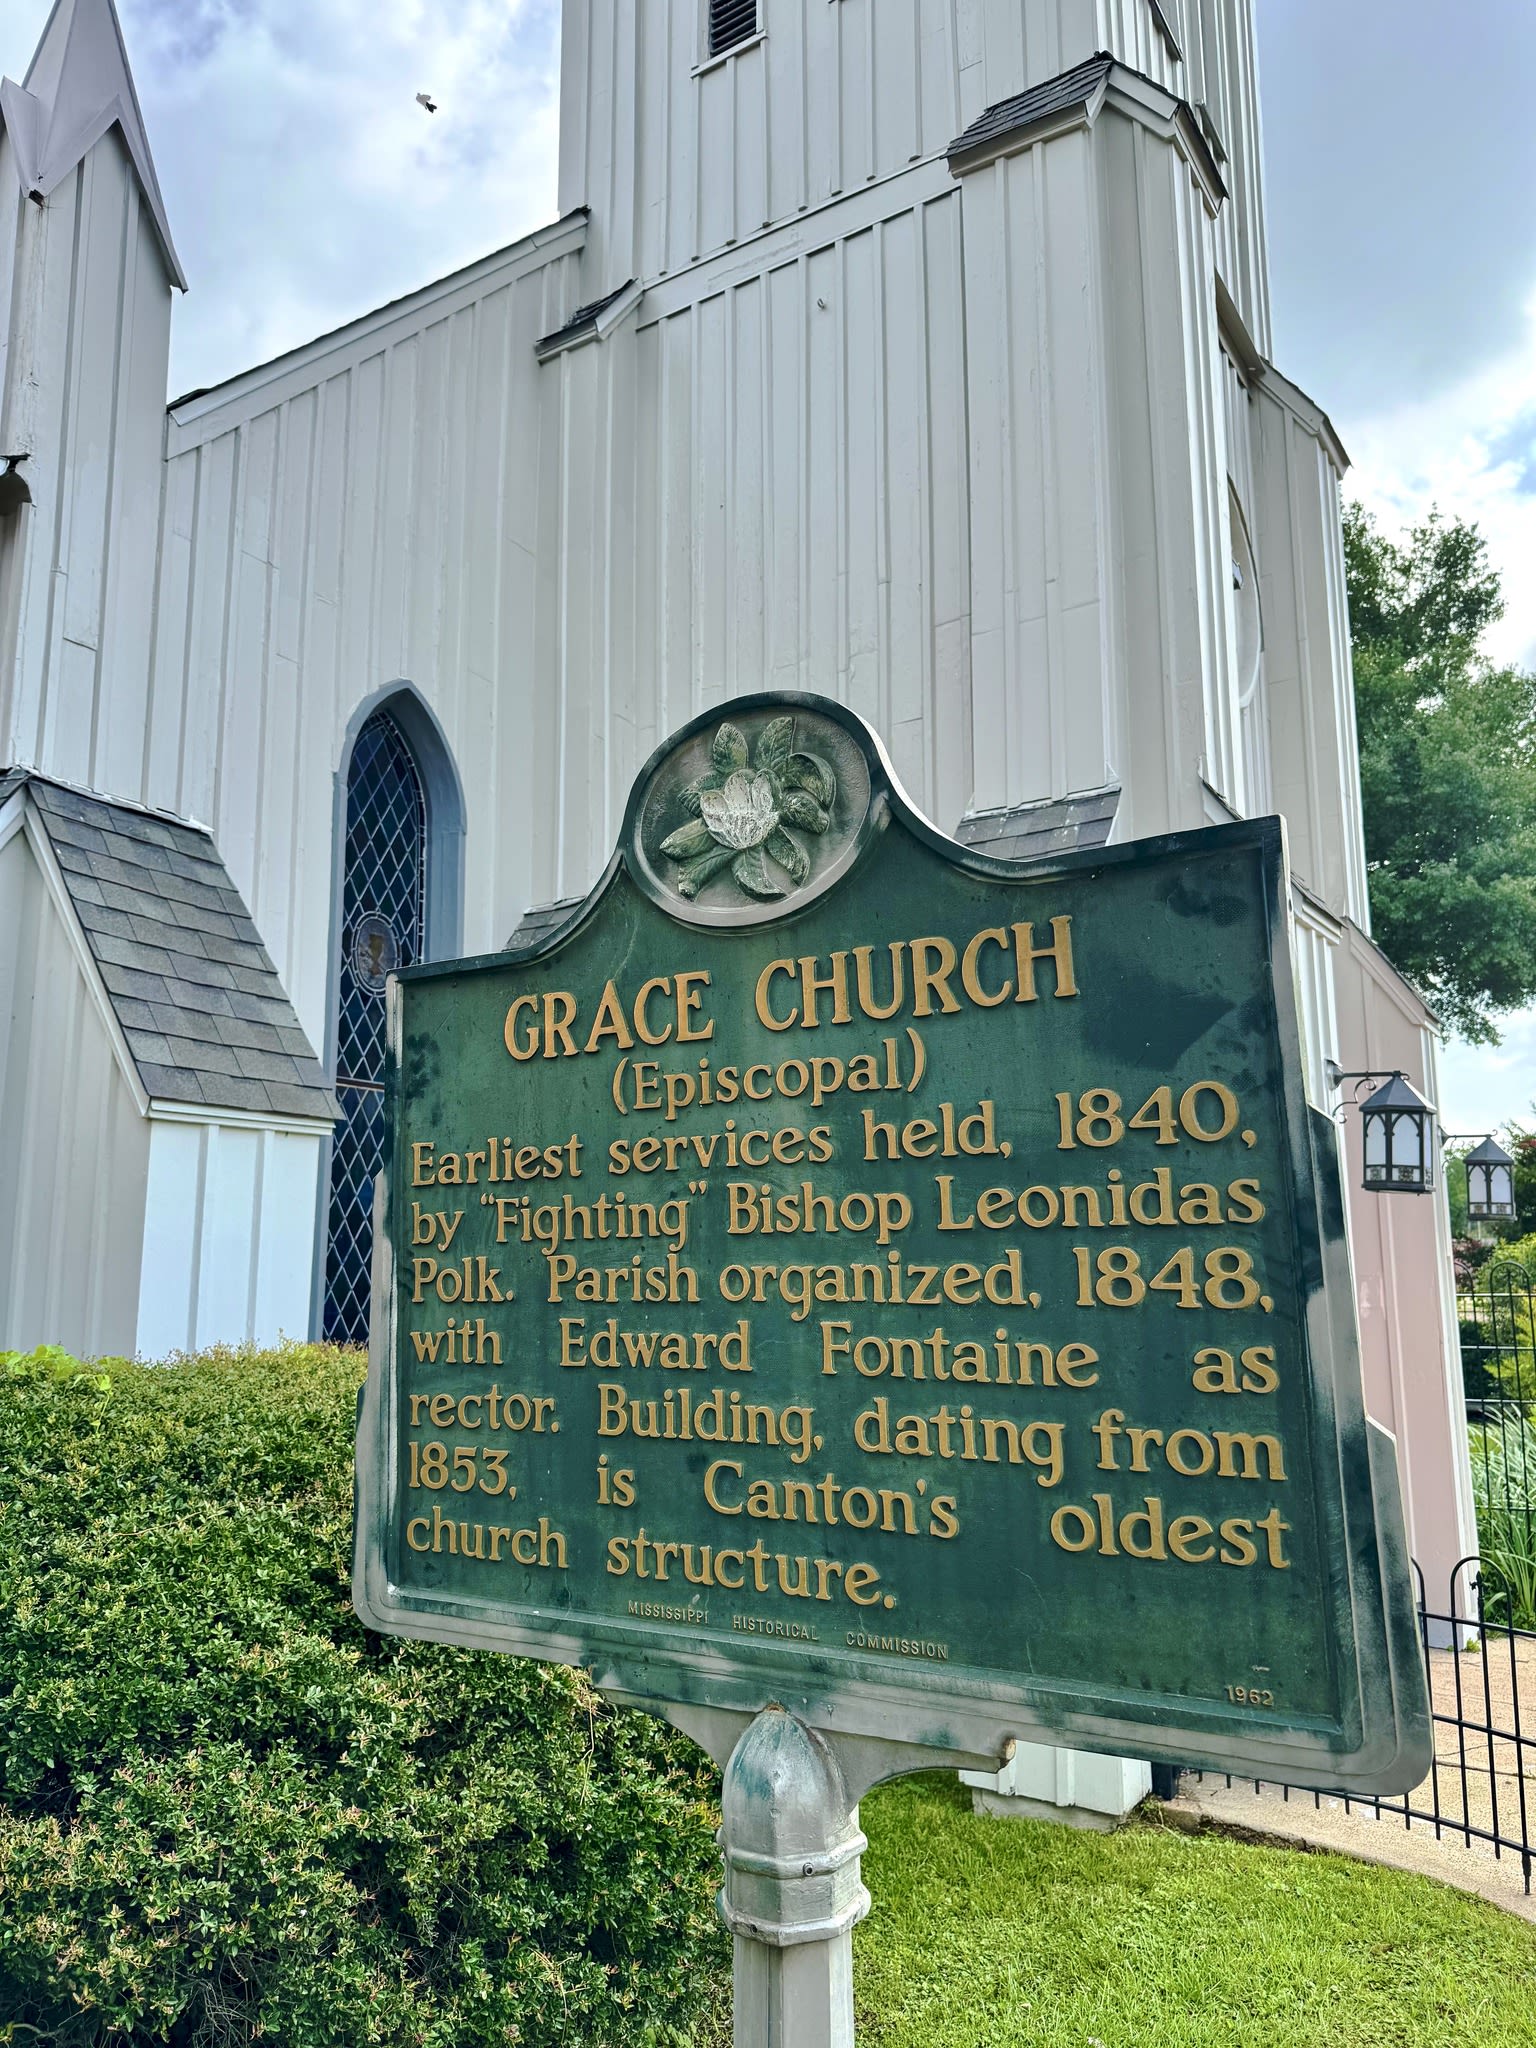 GRACE CHURCH
(Episcopal)
Earliest services held, 1840,
by "Fighting" Bishop Leonidas
Polk. Parish organized, 1848,
with Edward Fontaine as
rector. Building, dating from
1853, is Canton's oldest
church structure.
MISSISSIPPI HISTORICAL COMMISSION
1962